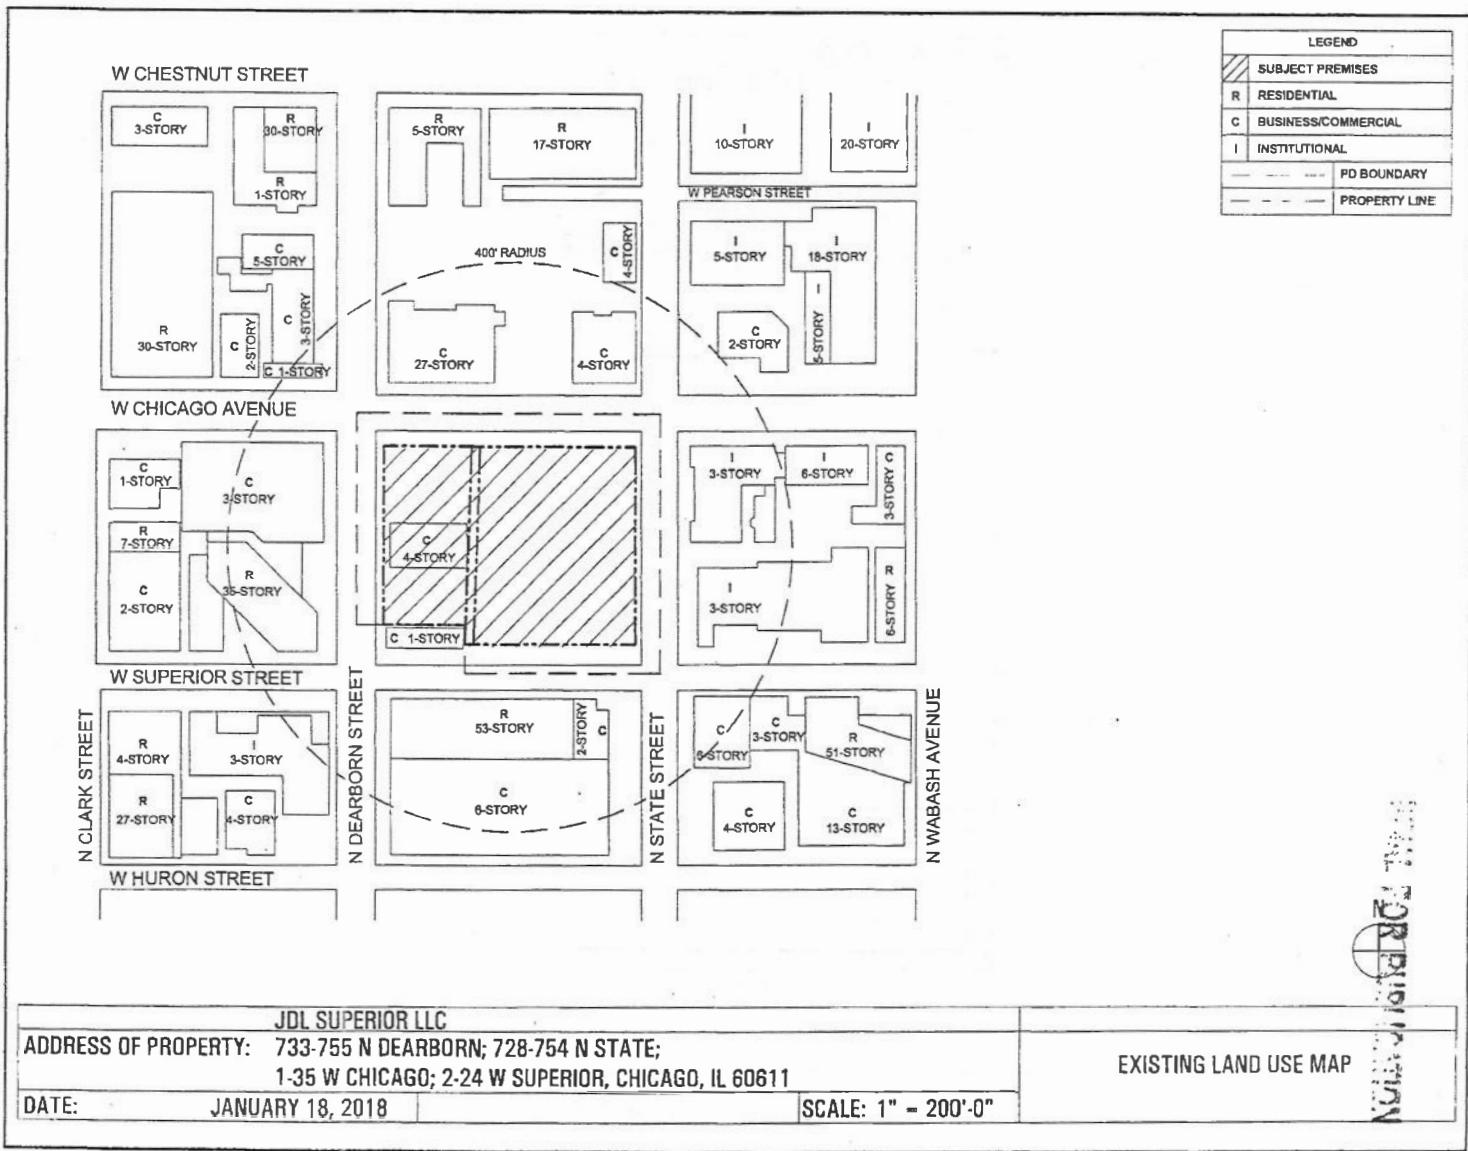 LEGEND
SUBJECT PREMISES
R RESIDENTIAL
C BUSINESS/COMMERCIAL
I INSTITUTIONAL
PD BOUNDARY
PROPERTY LINE
W CHESTNUT STREET
C
3-STORY
R
30-STORY
R
1-STORY
C
5-STORY
R
30-STORY
C
2-STORY
C
3-STORY
C 1-STORY
R
5-STORY
R
17-STORY
400' RADIUS
C
4-STORY
C
27-STORY
C
4-STORY
I
10-STORY
I
20-STORY
W PEARSON STREET
I
5-STORY
I
18-STORY
I
5-STORY
C
2-STORY
W CHICAGO AVENUE
C
1-STORY
C
3-STORY
R
7-STORY
C
2-STORY
R
35-STORY
C
4-STORY
C 1-STORY
I
3-STORY
I
6-STORY
C
3-STORY
I
3-STORY
R
6-STORY
W SUPERIOR STREET
N CLARK STREET
N DEARBORN STREET
N STATE STREET
N WABASH AVENUE
R
4-STORY
I
3-STORY
R
27-STORY
C
4-STORY
R
53-STORY
2-STORY
C
C
6-STORY
C
6-STORY
C
3-STORY
R
51-STORY
C
4-STORY
C
13-STORY
W HURON STREET
N
FOR PUBLICATION
JDL SUPERIOR LLC
ADDRESS OF PROPERTY: 733-755 N DEARBORN; 728-754 N STATE;
1-35 W CHICAGO; 2-24 W SUPERIOR, CHICAGO, IL 60611
EXISTING LAND USE MAP
DATE: JANUARY 18, 2018
SCALE: 1" = 200'-0"